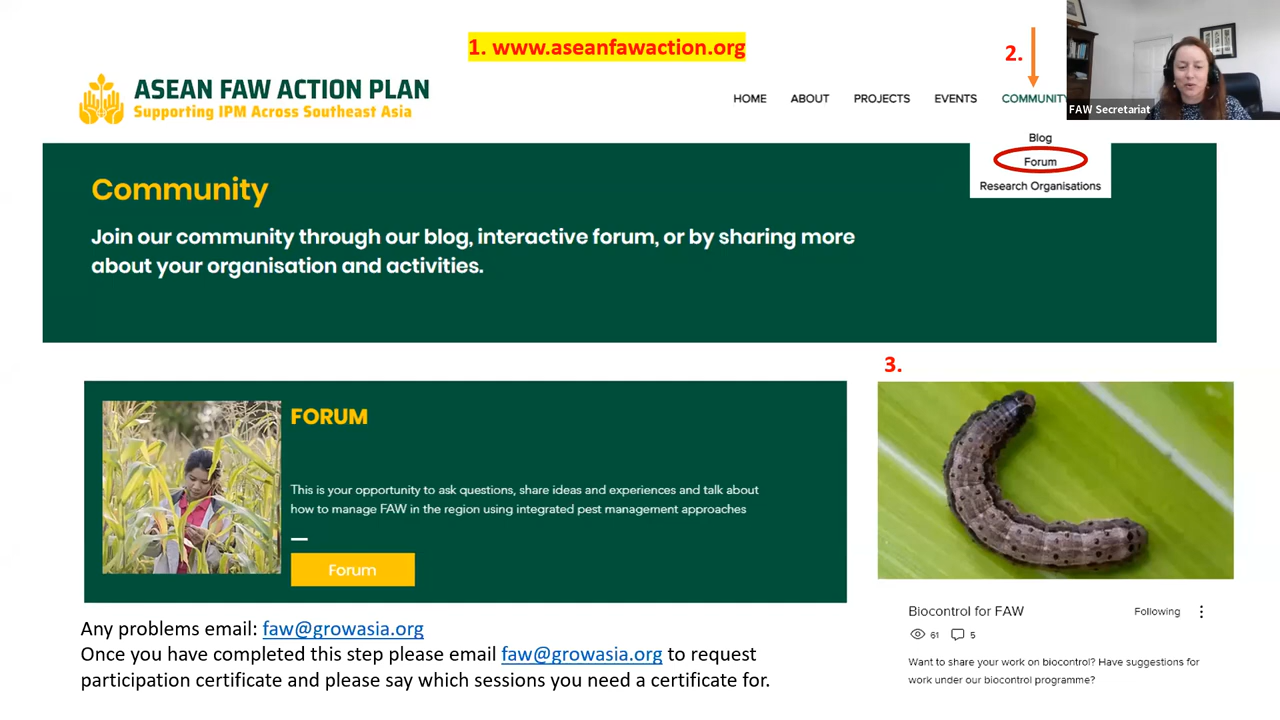 1. www.aseanfawaction.org
2.
ASEAN FAW ACTION PLAN
Supporting IPM Across Southeast Asia
HOME ABOUT PROJECTS EVENTS COMMUNITY
FAW Secretariat
Blog
Forum
Research Organisations
Community
Join our community through our blog, interactive forum, or by sharing more
about your organisation and activities.
3.
FORUM
This is your opportunity to ask questions, share ideas and experiences and talk about
how to manage FAW in the region using integrated pest management approaches
Forum
Biocontrol for FAW Following
61 5
Want to share your work on biocontrol? Have suggestions for
work under our biocontrol programme?
Any problems email: faw@growasia.org
Once you have completed this step please email faw@growasia.org to request
participation certificate and please say which sessions you need a certificate for.